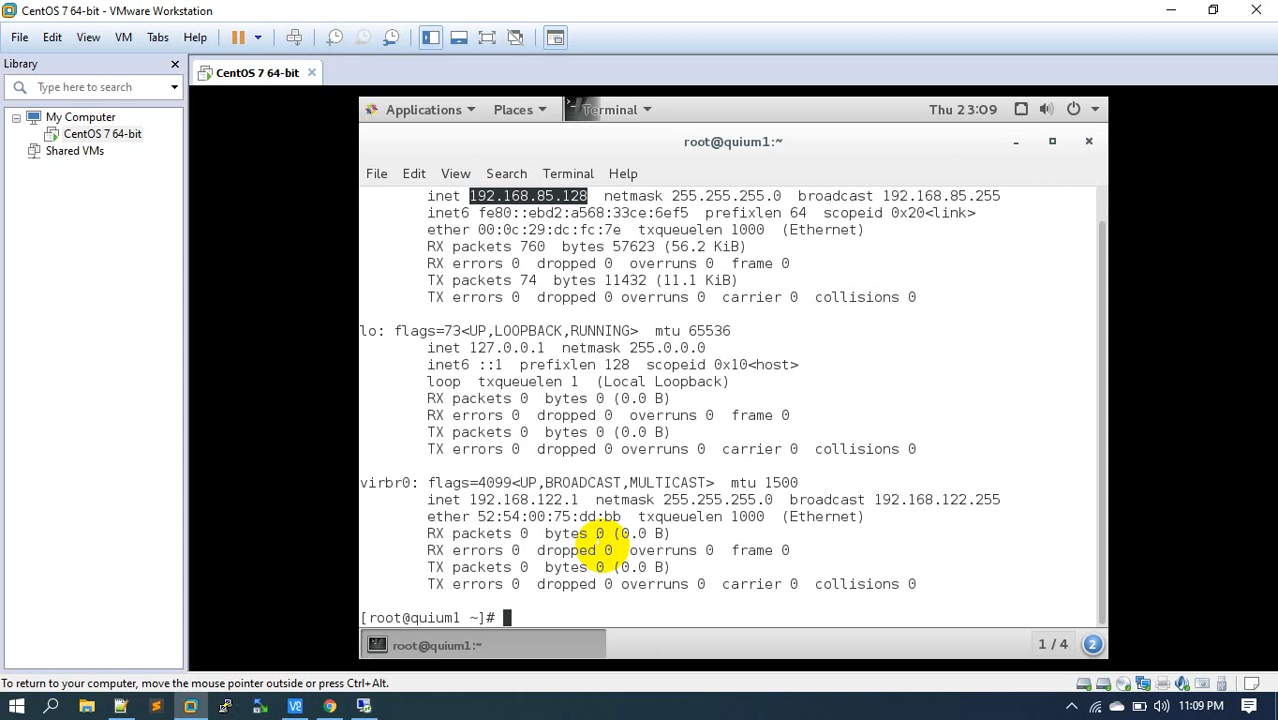 CentOS 7 64-bit - VMware Workstation
File Edit View VM Tabs Help
Library
Type here to search
My Computer
CentOS 7 64-bit
Shared VMs
CentOS 7 64-bit
Applications Places Terminal Thu 23:09
root@quium1:~
File Edit View Search Terminal Help
inet 192.168.85.128 netmask 255.255.255.0 broadcast 192.168.85.255
inet6 fe80::ebd2:a568:33ce:6ef5 prefixlen 64 scopeid 0x20<link>
ether 00:0c:29:dc:fc:7e txqueuelen 1000 (Ethernet)
RX packets 760 bytes 57623 (56.2 KiB)
RX errors 0 dropped 0 overruns 0 frame 0
TX packets 74 bytes 11432 (11.1 KiB)
TX errors 0 dropped 0 overruns 0 carrier 0 collisions 0
lo: flags=73<UP,LOOPBACK,RUNNING> mtu 65536
inet 127.0.0.1 netmask 255.0.0.0
inet6 ::1 prefixlen 128 scopeid 0x10<host>
loop txqueuelen 1 (Local Loopback)
RX packets 0 bytes 0 (0.0 B)
RX errors 0 dropped 0 overruns 0 frame 0
TX packets 0 bytes 0 (0.0 B)
TX errors 0 dropped 0 overruns 0 carrier 0 collisions 0
virbr0: flags=4099<UP,BROADCAST,MULTICAST> mtu 1500
inet 192.168.122.1 netmask 255.255.255.0 broadcast 192.168.122.255
ether 52:54:00:75:dd:bb txqueuelen 1000 (Ethernet)
RX packets 0 bytes 0 (0.0 B)
RX errors 0 dropped 0 overruns 0 frame 0
TX packets 0 bytes 0 (0.0 B)
TX errors 0 dropped 0 overruns 0 carrier 0 collisions 0
[root@quium1 ~]#
root@quium1:~ 1 / 4 2
To return to your computer, move the mouse pointer outside or press Ctrl+Alt.
11:09 PM